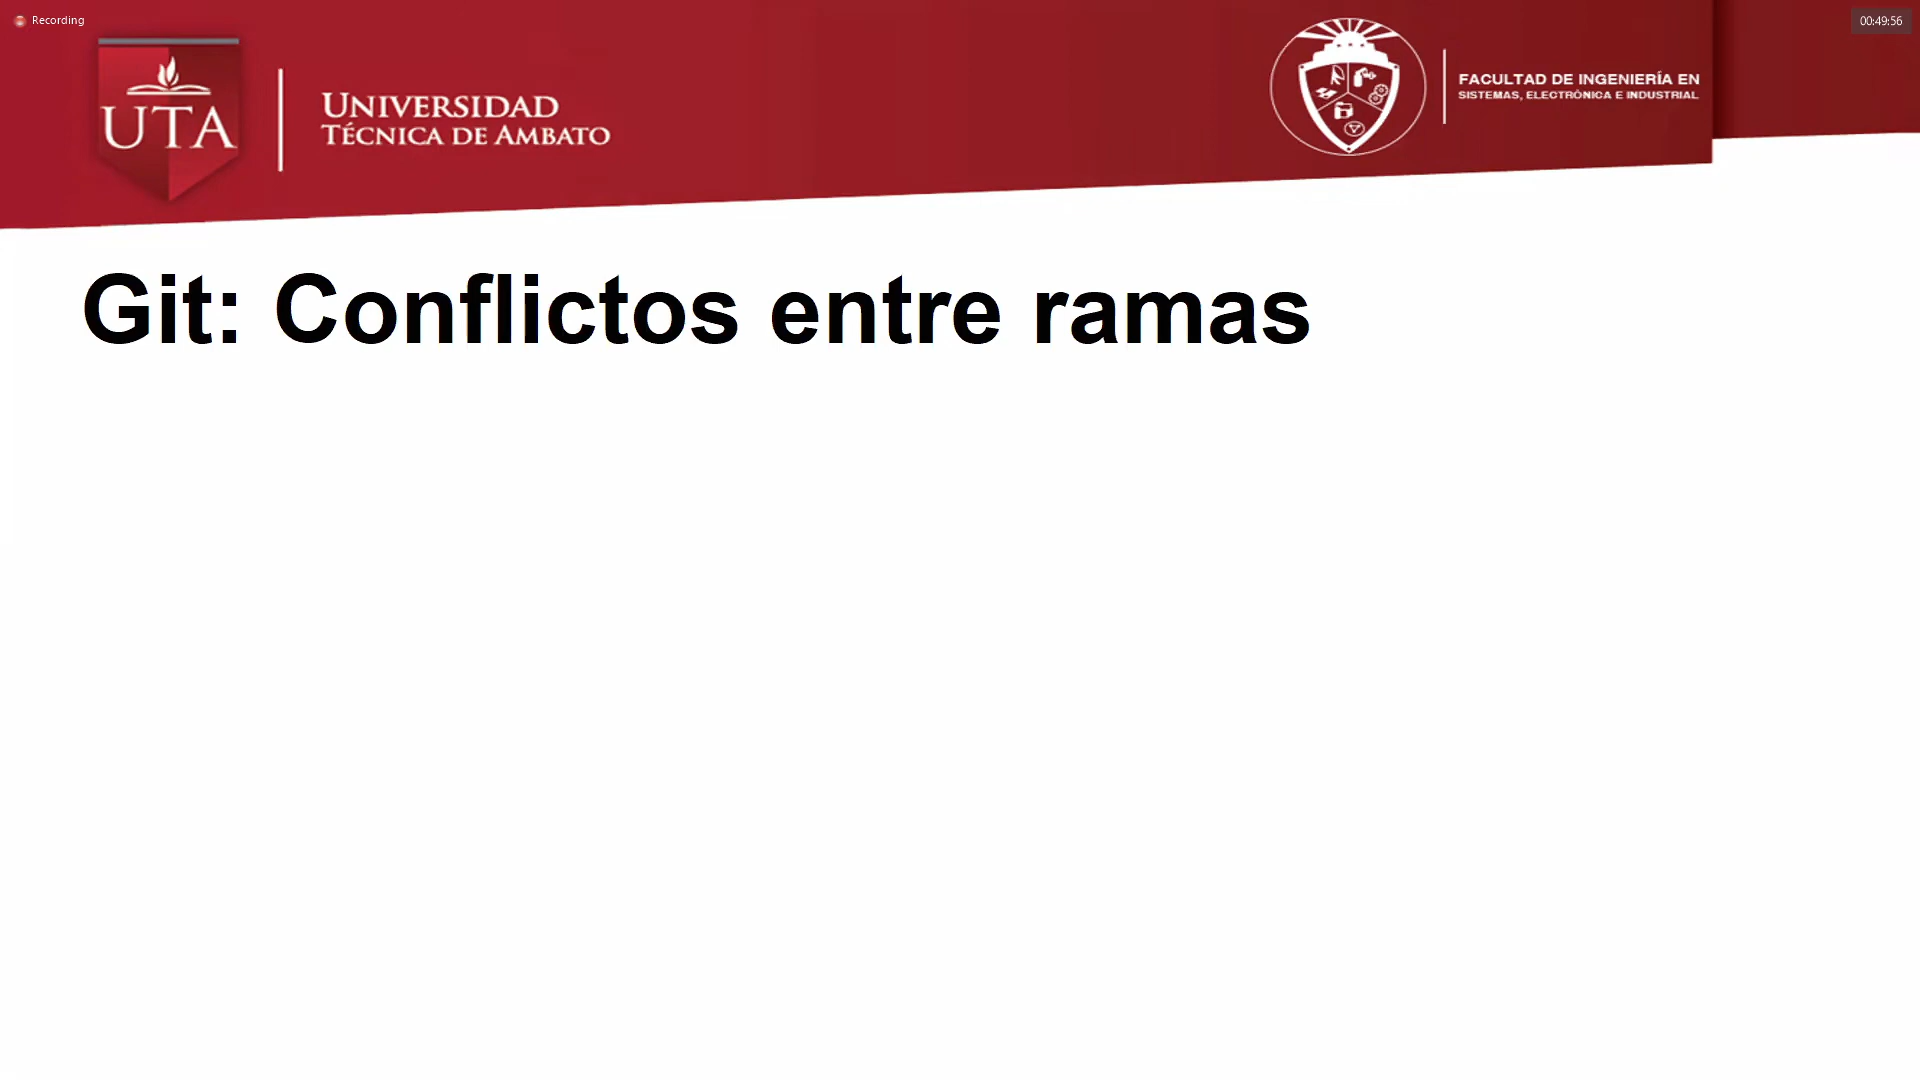 Recording
00:49:56
UTA
UNIVERSIDAD
TÉCNICA DE AMBATO
FACULTAD DE INGENIERÍA EN
SISTEMAS, ELECTRÓNICA E INDUSTRIAL
Git: Conflictos entre ramas